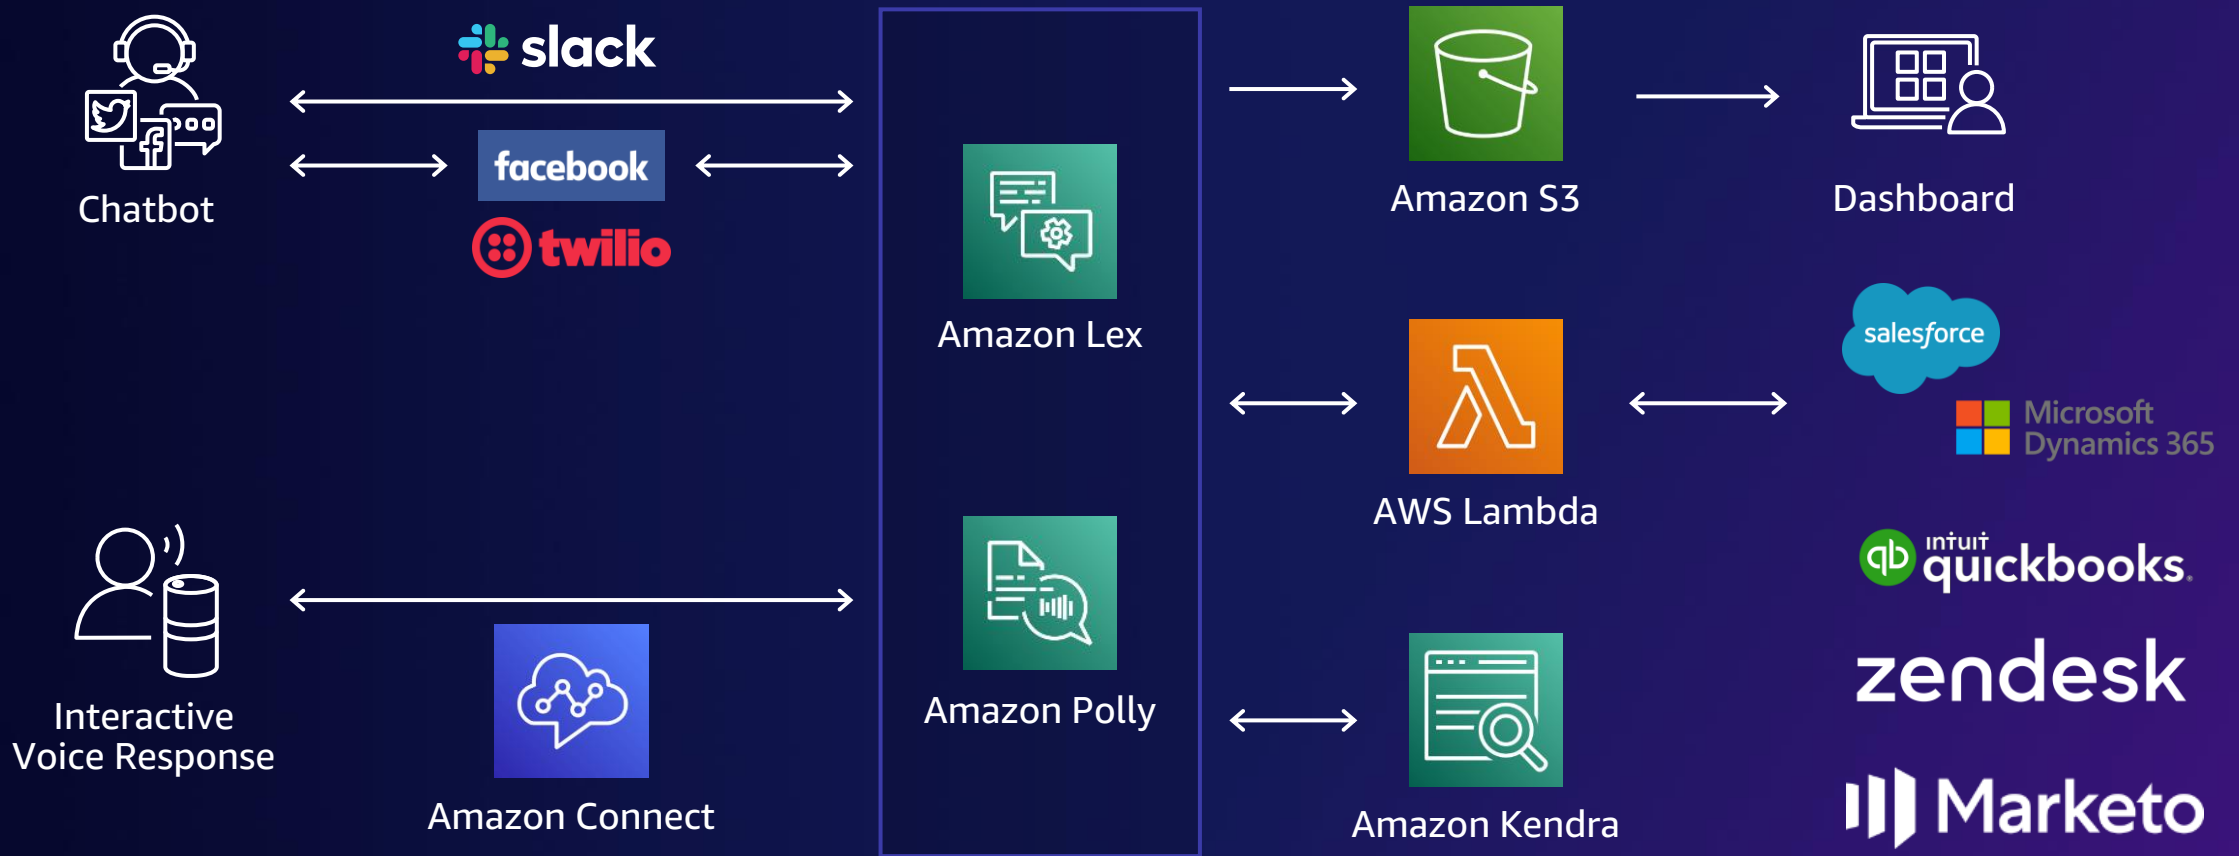 slack
facebook
twilio
Chatbot
Amazon Lex
Amazon S3
Dashboard
salesforce
Microsoft
Dynamics 365
AWS Lambda
Interactive
Voice Response
Amazon Connect
Amazon Polly
Amazon Kendra
qb
intuit
quickbooks.
zendesk
Marketo